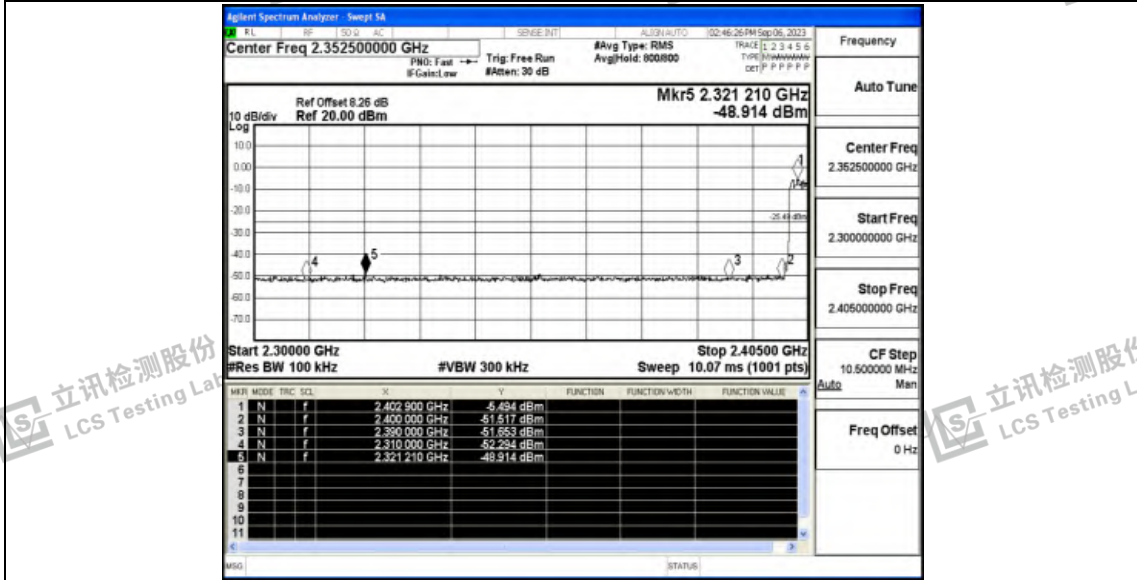 Agilent Spectrum Analyzer - Swept SA
RL RF 50 Ω AC SENSE:INT ALIGN AUTO 02:46:26 PM Sep 06, 2023
Center Freq 2.352500000 GHz
PNO: Fast
IFGain:Low
Trig: Free Run
#Atten: 30 dB
#Avg Type: RMS
Avg|Hold: 800/800
TRACE 1 2 3 4 5 6
TYPE
DET P P P P P P
Ref Offset 8.26 dB
Ref 20.00 dBm
10 dB/div
Log
Mkr5 2.321 210 GHz
-48.914 dBm
10.0
0.00
-10.0
-20.0
-30.0
-40.0
-50.0
-60.0
-70.0
1
-25.49 dBm
4
5
3
2
Start 2.30000 GHz
Stop 2.40500 GHz
#Res BW 100 kHz
#VBW 300 kHz
Sweep 10.07 ms (1001 pts)
MKR MODE TRC SCL X Y FUNCTION FUNCTION WIDTH FUNCTION VALUE
1 N f 2.402 900 GHz -5.494 dBm
2 N f 2.400 000 GHz -51.517 dBm
3 N f 2.390 000 GHz -51.653 dBm
4 N f 2.310 000 GHz -52.294 dBm
5 N f 2.321 210 GHz -48.914 dBm
6
7
8
9
10
11
MSG
STATUS
Frequency
Auto Tune
Center Freq
2.352500000 GHz
Start Freq
2.300000000 GHz
Stop Freq
2.405000000 GHz
CF Step
10.500000 MHz
Auto Man
Freq Offset
0 Hz
立讯检测股份
LCS Testing Lab
立讯检测股份
LCS Testing L